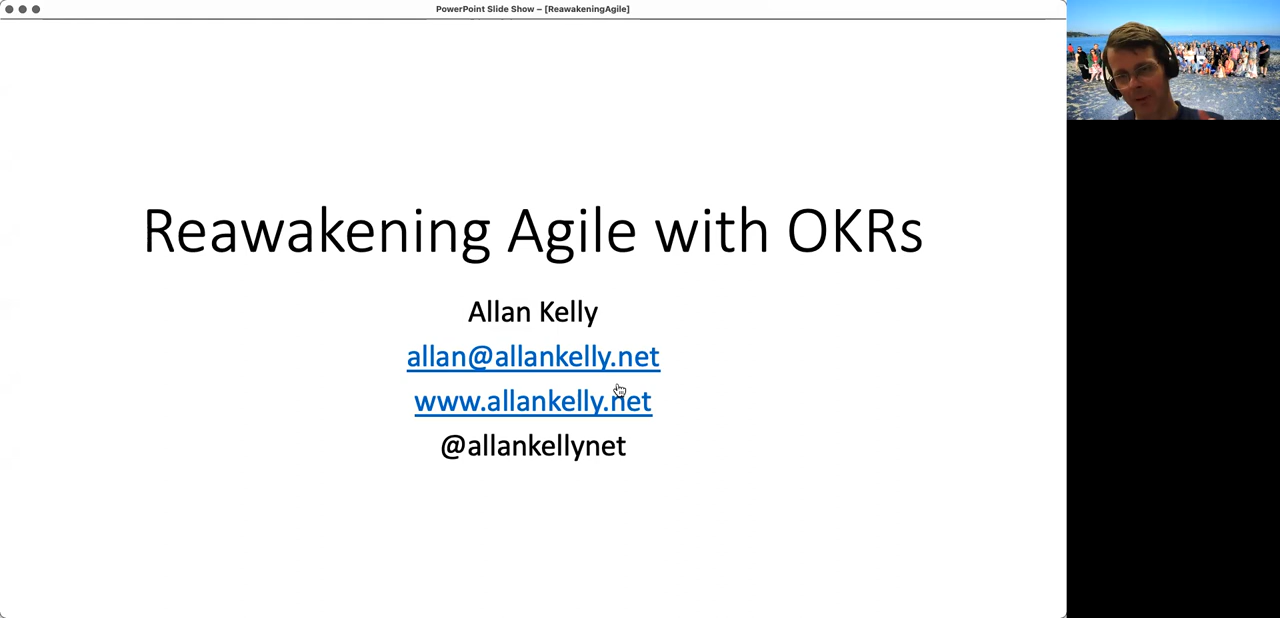 PowerPoint Slide Show – [ReawakeningAgile]
Reawakening Agile with OKRs
Allan Kelly
allan@allankelly.net
www.allankelly.net
@allankellynet